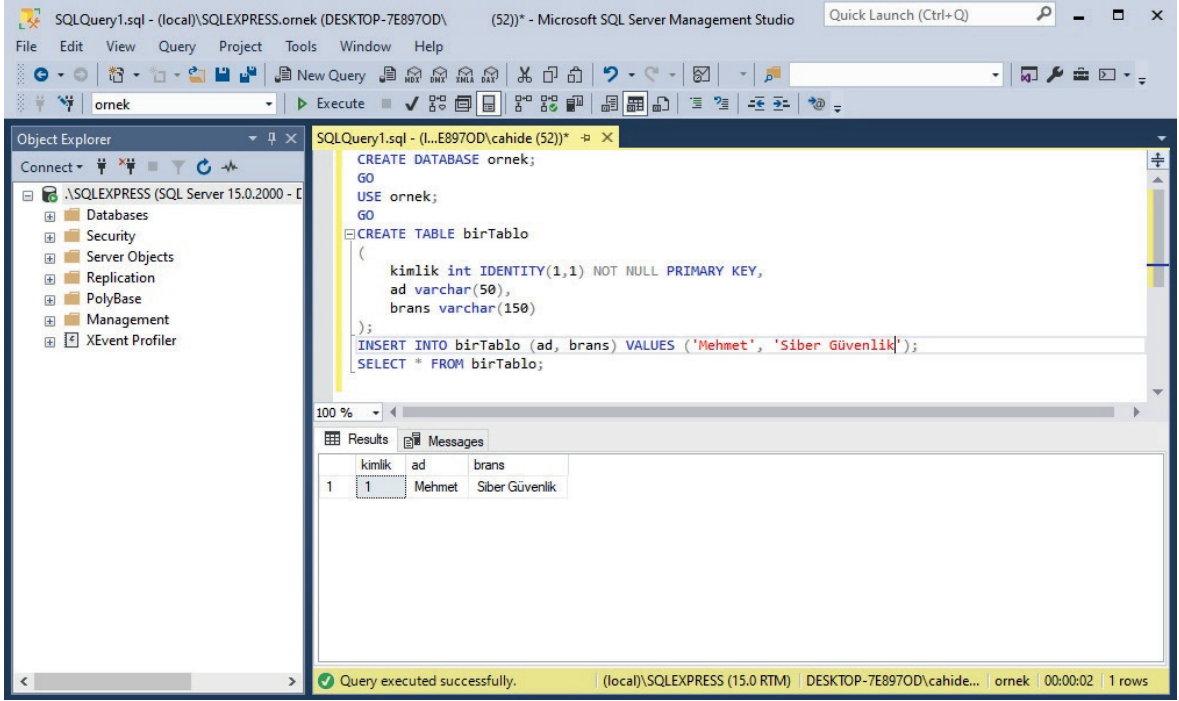 SQLQuery1.sql - (local)\SQLEXPRESS.ornek (DESKTOP-7E897OD\ (52))* - Microsoft SQL Server Management Studio
Quick Launch (Ctrl+Q)
File Edit View Query Project Tools Window Help
New Query MDX DMX XMLA DAX
ornek Execute
Object Explorer
Connect
.\SQLEXPRESS (SQL Server 15.0.2000 - D
Databases
Security
Server Objects
Replication
PolyBase
Management
XEvent Profiler
SQLQuery1.sql - (l...E897OD\cahide (52))*
CREATE DATABASE ornek;
GO
USE ornek;
GO
CREATE TABLE birTablo
(
kimlik int IDENTITY(1,1) NOT NULL PRIMARY KEY,
ad varchar(50),
brans varchar(150)
);
INSERT INTO birTablo (ad, brans) VALUES ('Mehmet', 'Siber Güvenlik');
SELECT * FROM birTablo;
100 %
Results Messages
kimlik ad brans
1 1 Mehmet Siber Güvenlik
Query executed successfully. (local)\SQLEXPRESS (15.0 RTM) DESKTOP-7E897OD\cahide... ornek 00:00:02 1 rows